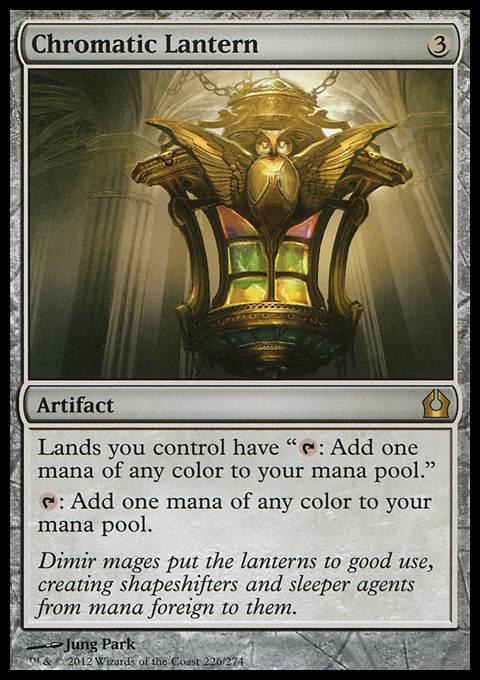 Chromatic Lantern 3
Artifact
Lands you control have “: Add one
mana of any color to your mana pool.”
: Add one mana of any color to your
mana pool.
Dimir mages put the lanterns to good use,
creating shapeshifters and sleeper agents
from mana foreign to them.
Jung Park
™ & © 2012 Wizards of the Coast 226/274